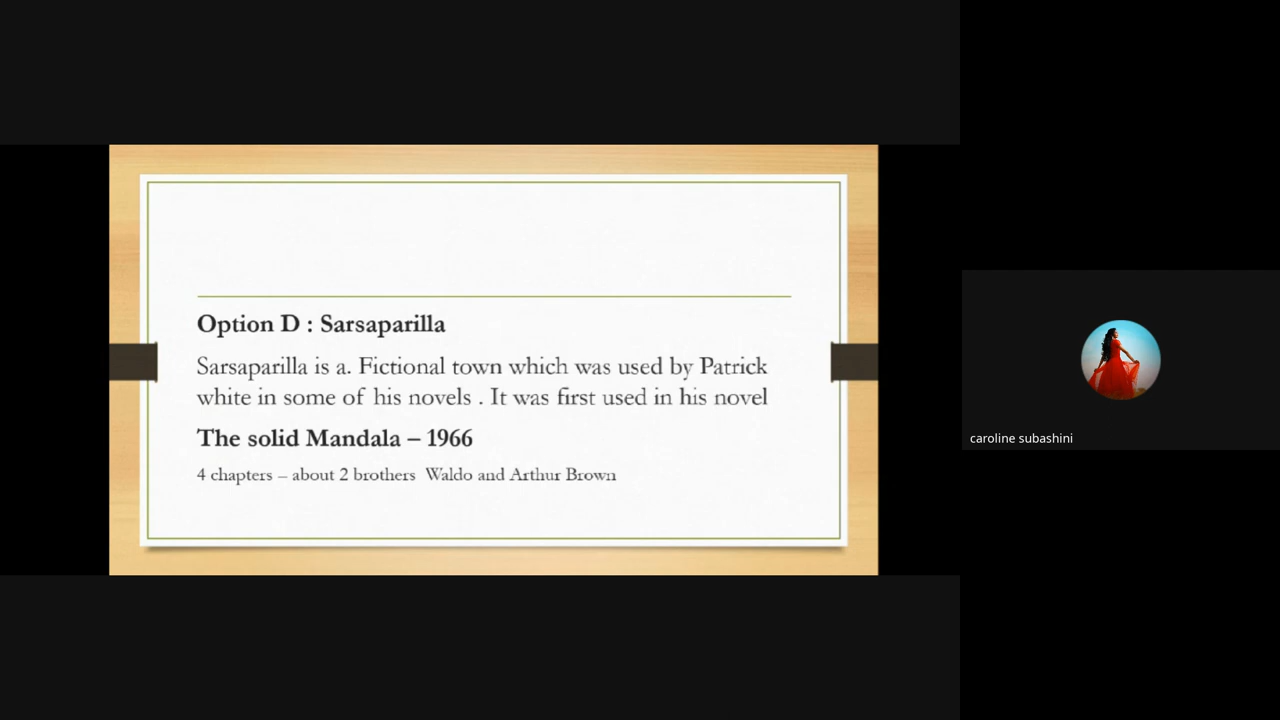 Option D : Sarsaparilla
Sarsaparilla is a. Fictional town which was used by Patrick
white in some of his novels . It was first used in his novel
The solid Mandala – 1966
4 chapters – about 2 brothers  Waldo and Arthur Brown
caroline subashini